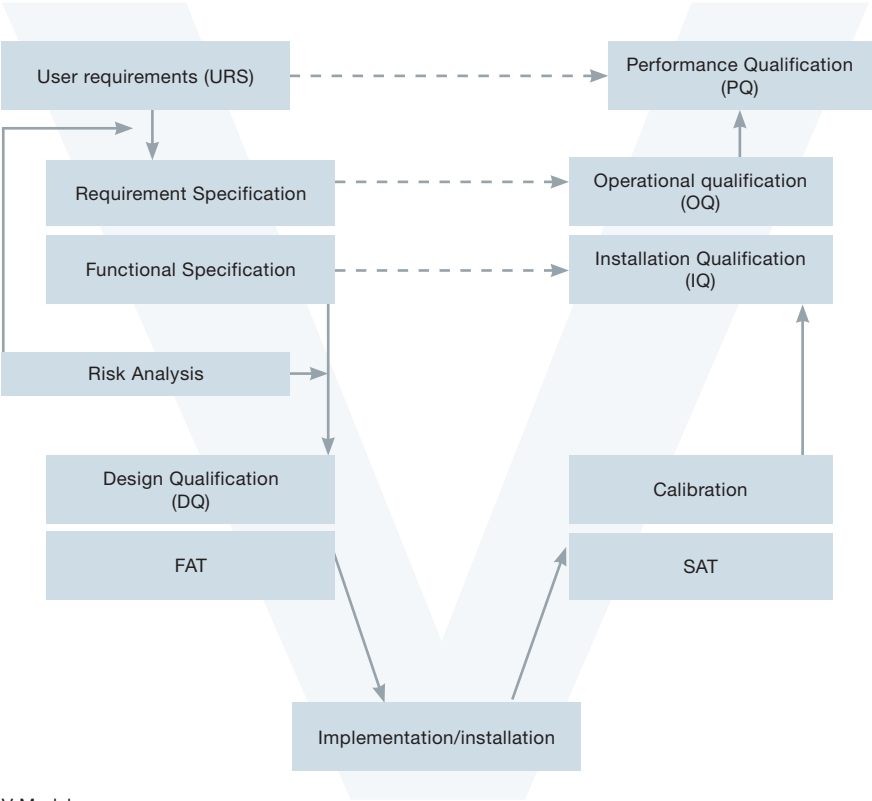 User requirements (URS)
Performance Qualification
(PQ)
Requirement Specification
Operational qualification
(OQ)
Functional Specification
Installation Qualification
(IQ)
Risk Analysis
Design Qualification
(DQ)
Calibration
FAT
SAT
Implementation/installation